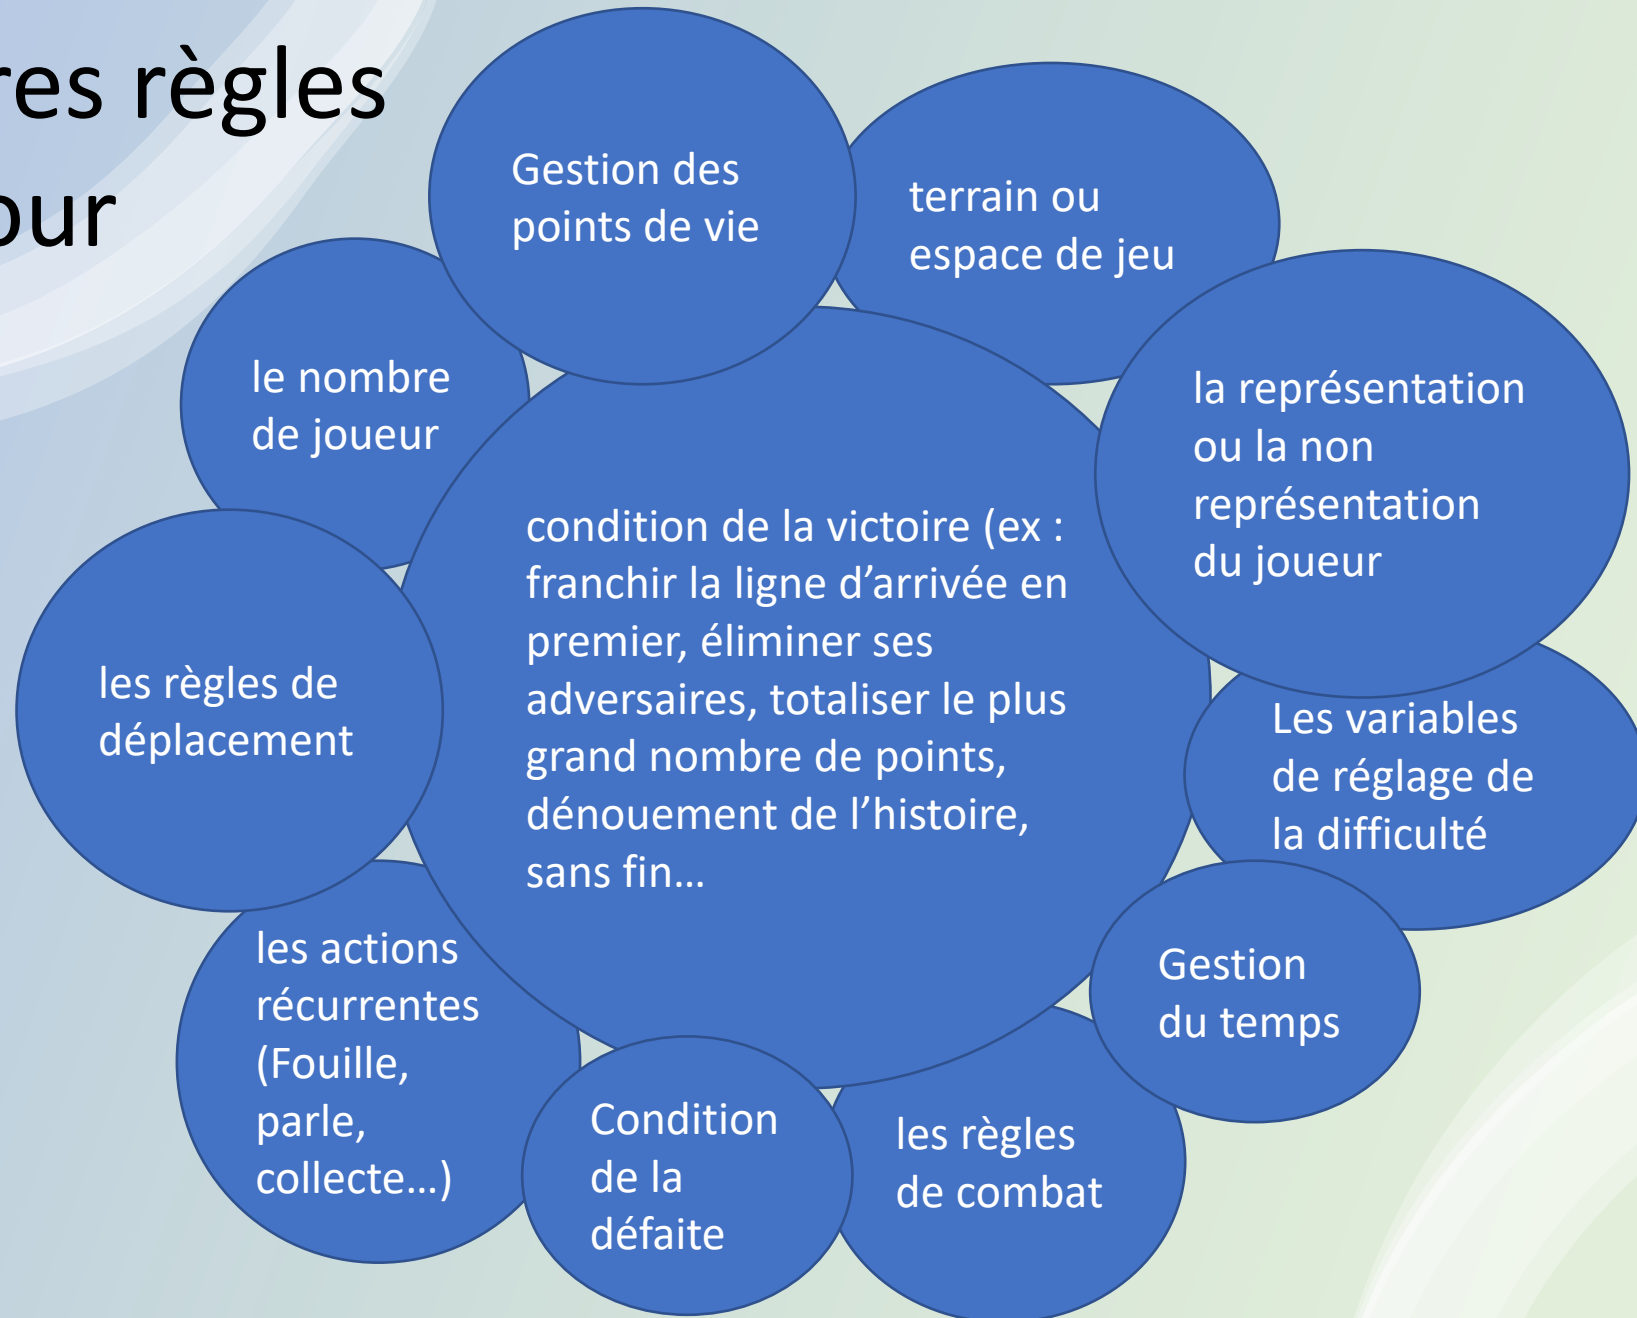 res règles
our
Gestion des
points de vie
terrain ou
espace de jeu
le nombre
de joueur
la représentation
ou la non
représentation
du joueur
condition de la victoire (ex :
franchir la ligne d’arrivée en
premier, éliminer ses
adversaires, totaliser le plus
grand nombre de points,
dénouement de l’histoire,
sans fin…
les règles de
déplacement
Les variables
de réglage de
la difficulté
les actions
récurrentes
(Fouille,
parle,
collecte…)
Gestion
du temps
Condition
de la
défaite
les règles
de combat